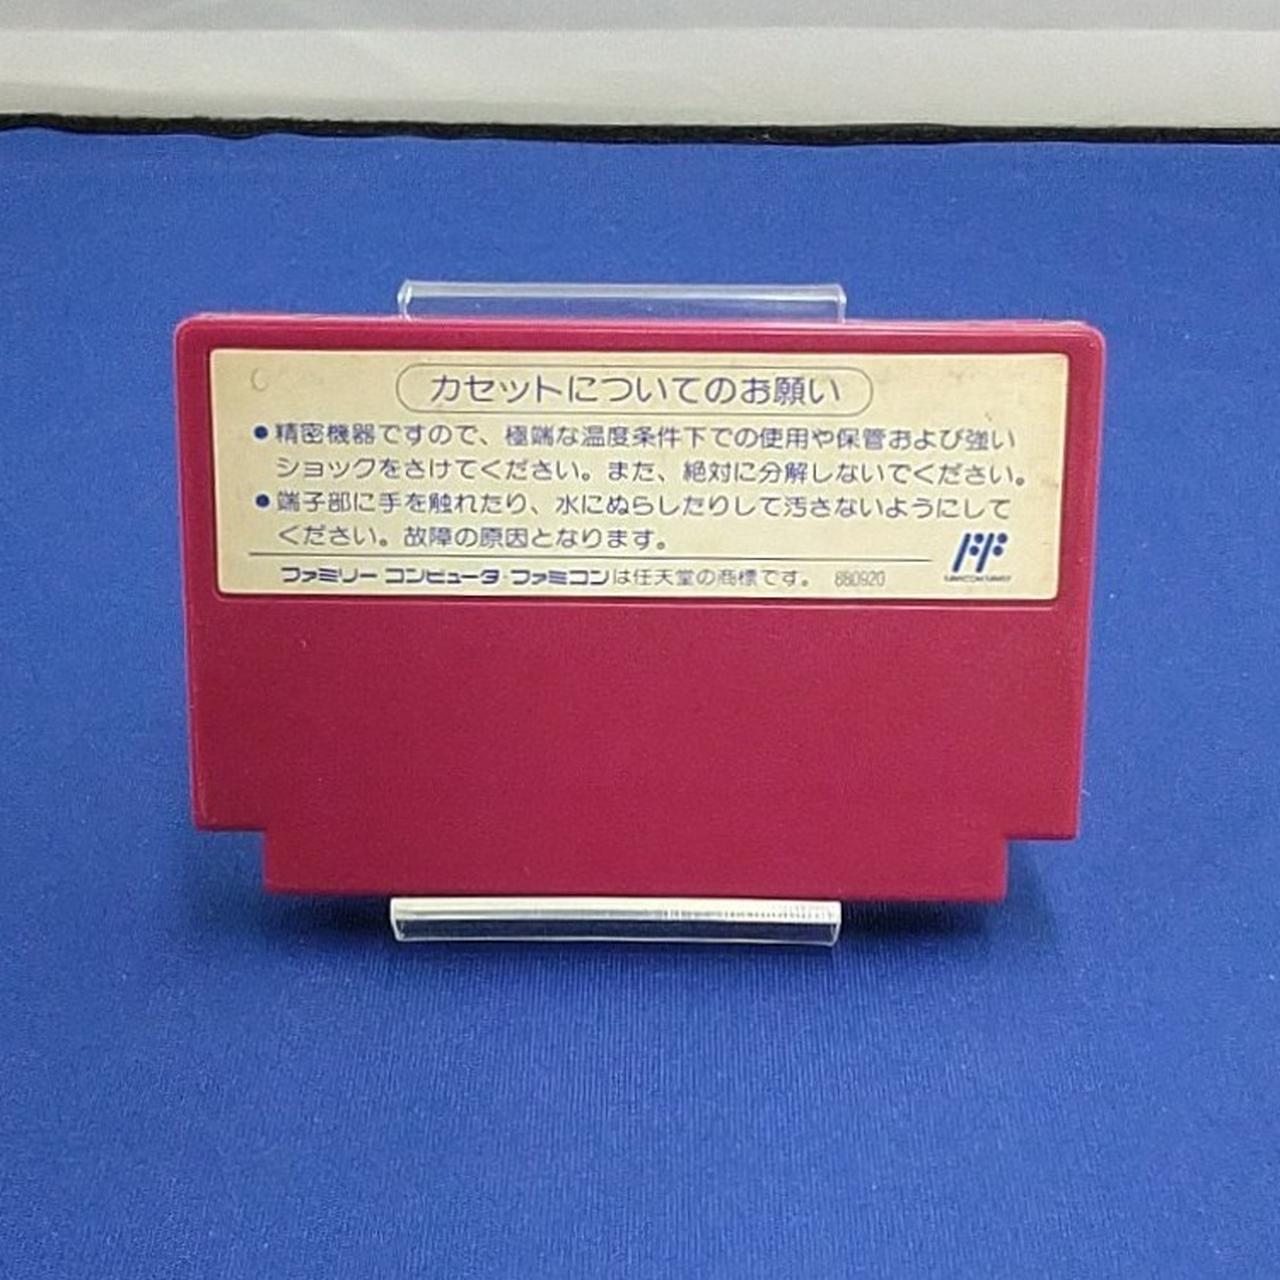 カセットについてのお願い
●精密機器ですので、極端な温度条件下での使用や保管および強い
ショックをさけてください。また、絶対に分解しないでください。
●端子部に手を触れたり、水にぬらしたりして汚さないようにして
ください。故障の原因となります。
ファミリーコンピュータ・ファミコンは任天堂の商標です。 880920
FF
FAMICOM FAMILY